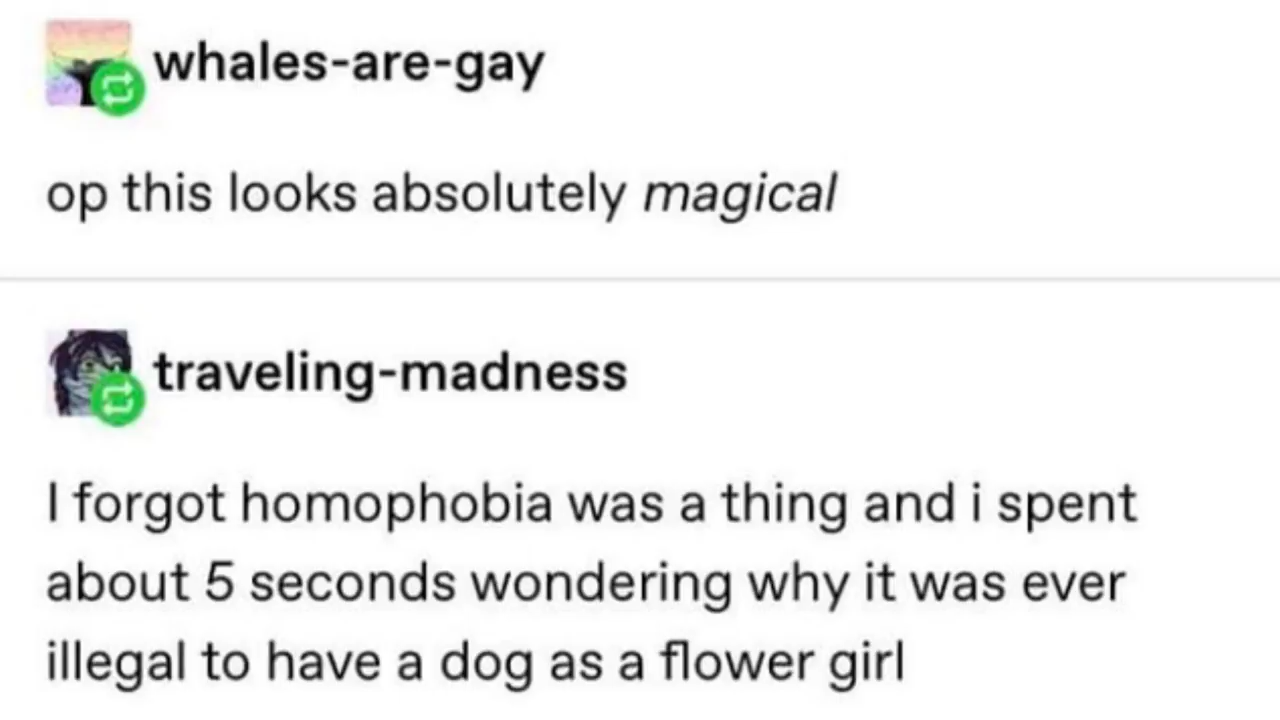 whales-are-gay
op this looks absolutely magical
traveling-madness
I forgot homophobia was a thing and i spent
about 5 seconds wondering why it was ever
illegal to have a dog as a flower girl